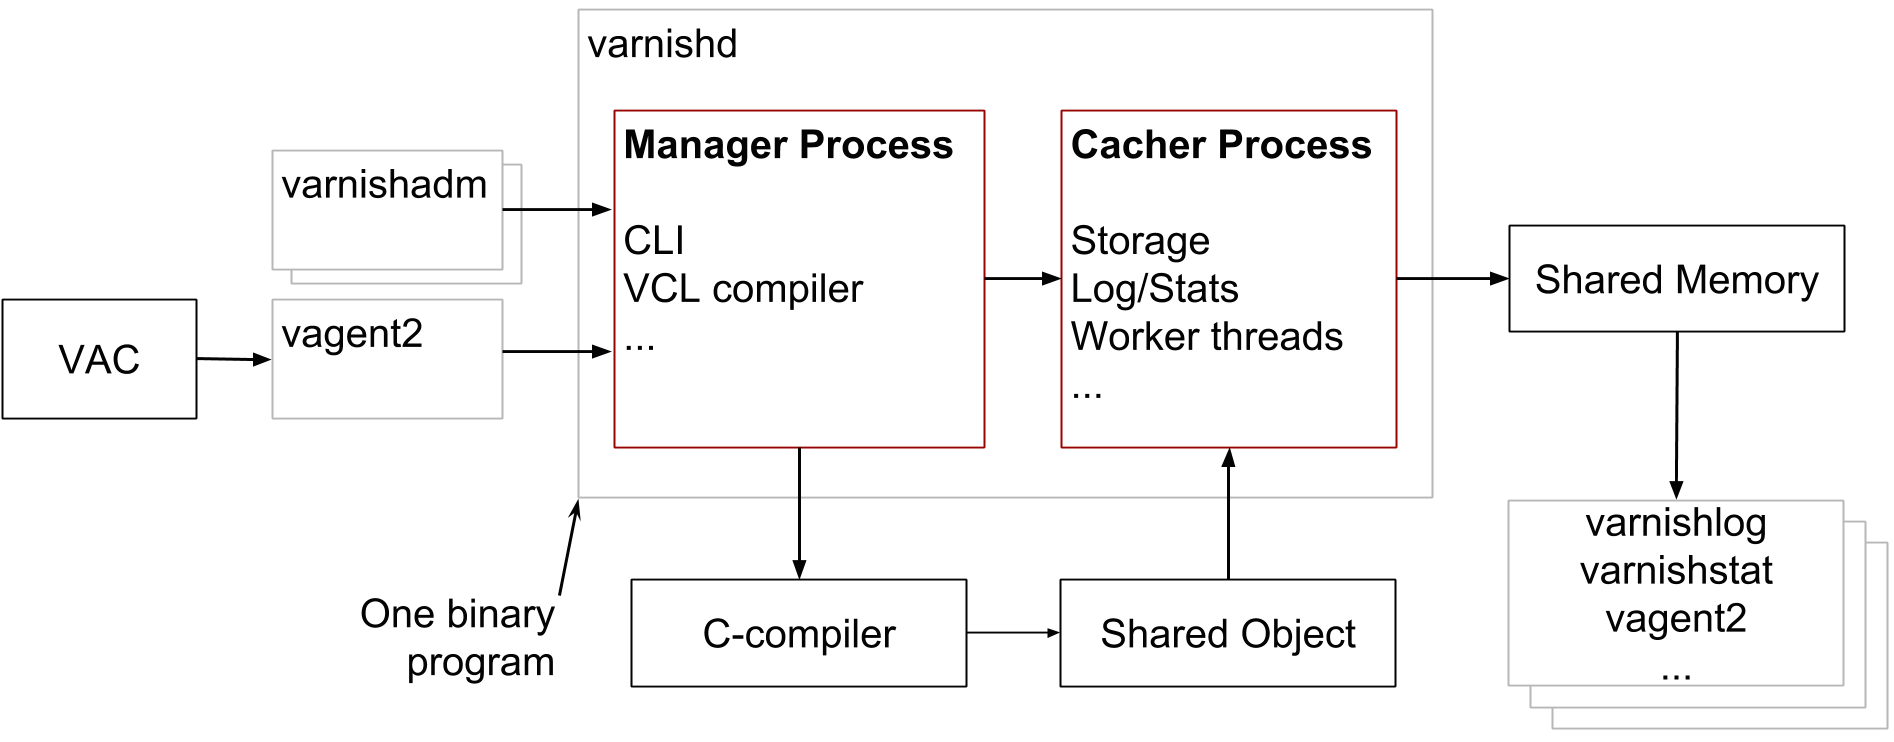 varnishd
Manager Process
CLI
VCL compiler
...
Cacher Process
Storage
Log/Stats
Worker threads
...
varnishadm
vagent2
VAC
Shared Memory
varnishlog
varnishstat
vagent2
...
One binary
program
C-compiler
Shared Object